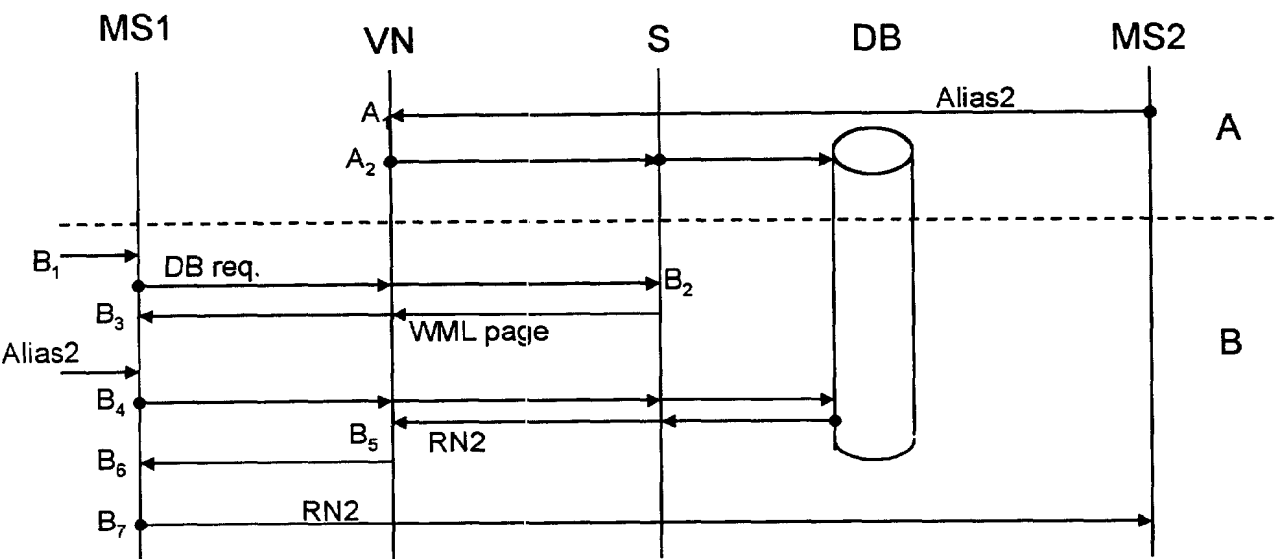 MS1 VN S DB MS2
Alias2
A₁
A
A₂
B₁
DB req.
B₂
B₃
WML page
Alias2
B
B₄
B₅
RN2
B₆
RN2
B₇